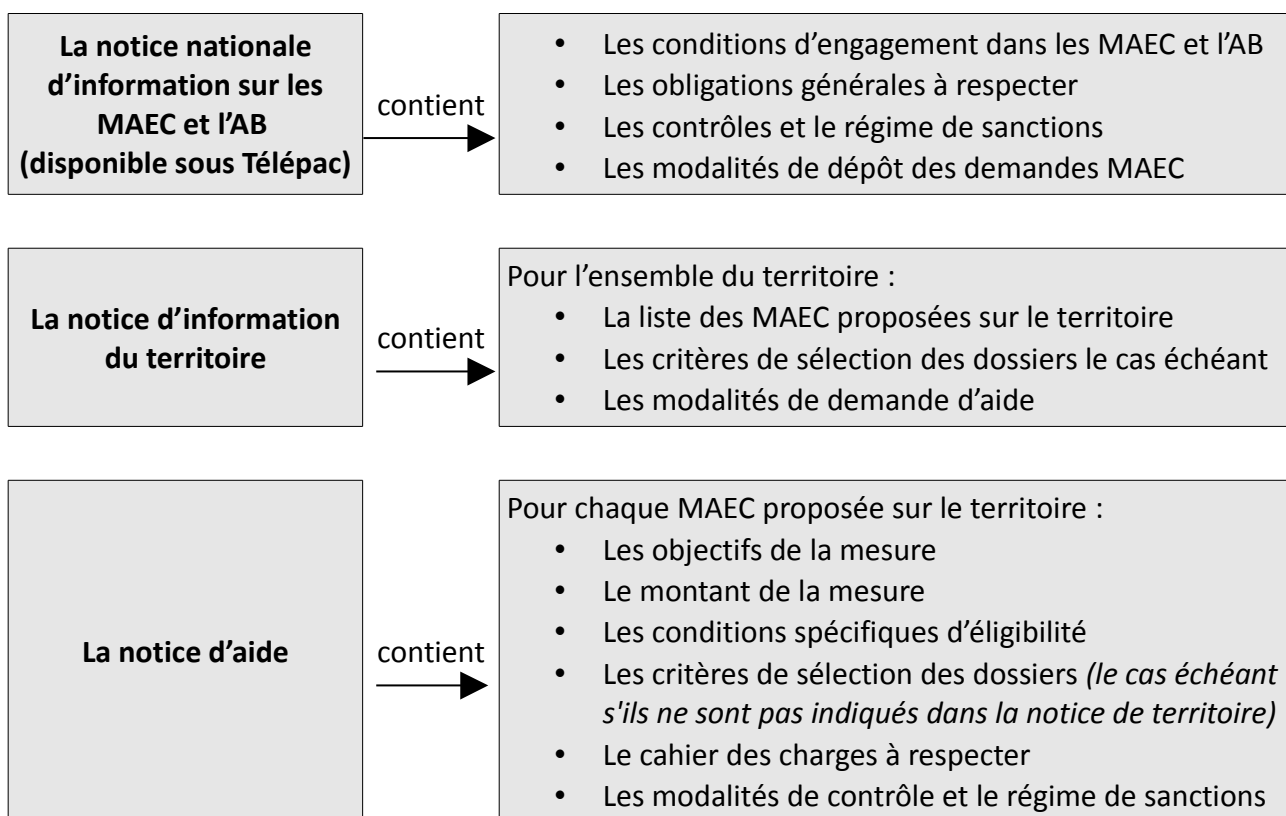 La notice nationale
d’information sur les
MAEC et l’AB
(disponible sous Télépac)
contient
• Les conditions d’engagement dans les MAEC et l’AB
• Les obligations générales à respecter
• Les contrôles et le régime de sanctions
• Les modalités de dépôt des demandes MAEC
La notice d’information
du territoire
contient
Pour l’ensemble du territoire :
• La liste des MAEC proposées sur le territoire
• Les critères de sélection des dossiers le cas échéant
• Les modalités de demande d’aide
La notice d’aide
contient
Pour chaque MAEC proposée sur le territoire :
• Les objectifs de la mesure
• Le montant de la mesure
• Les conditions spécifiques d’éligibilité
• Les critères de sélection des dossiers (le cas échéant
s'ils ne sont pas indiqués dans la notice de territoire)
• Le cahier des charges à respecter
• Les modalités de contrôle et le régime de sanctions